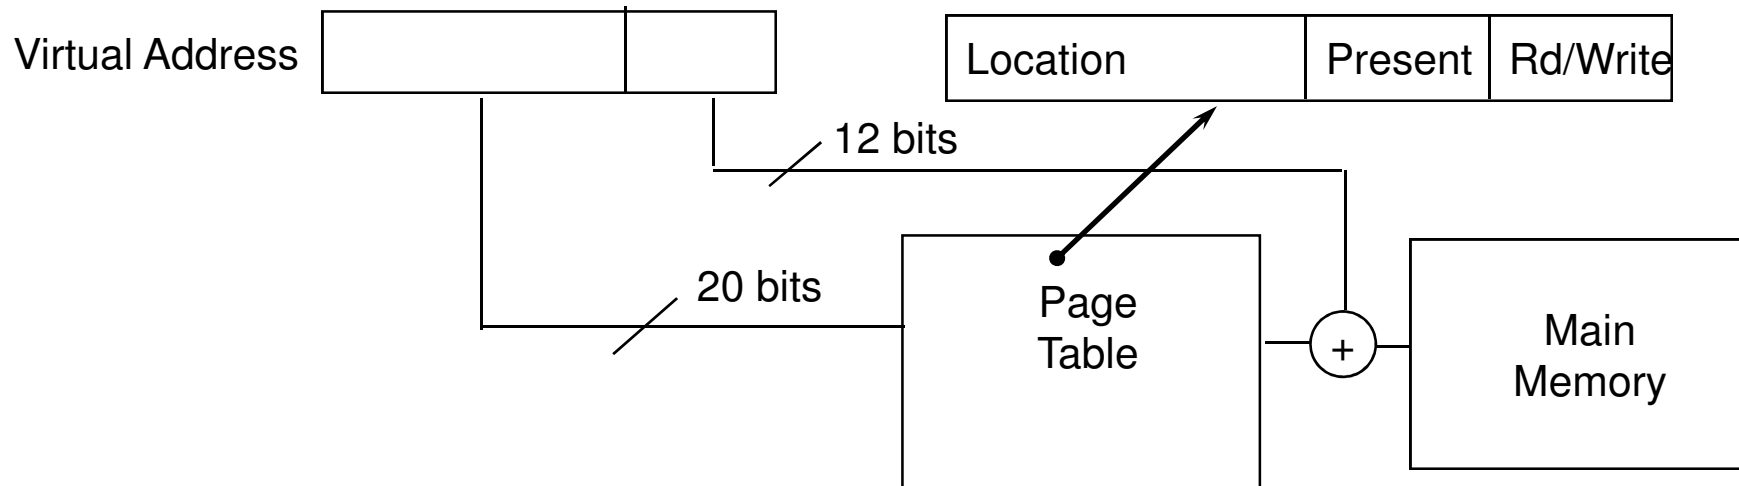 Virtual Address
Location Present Rd/Write
12 bits
20 bits
Page
Table
+
Main
Memory